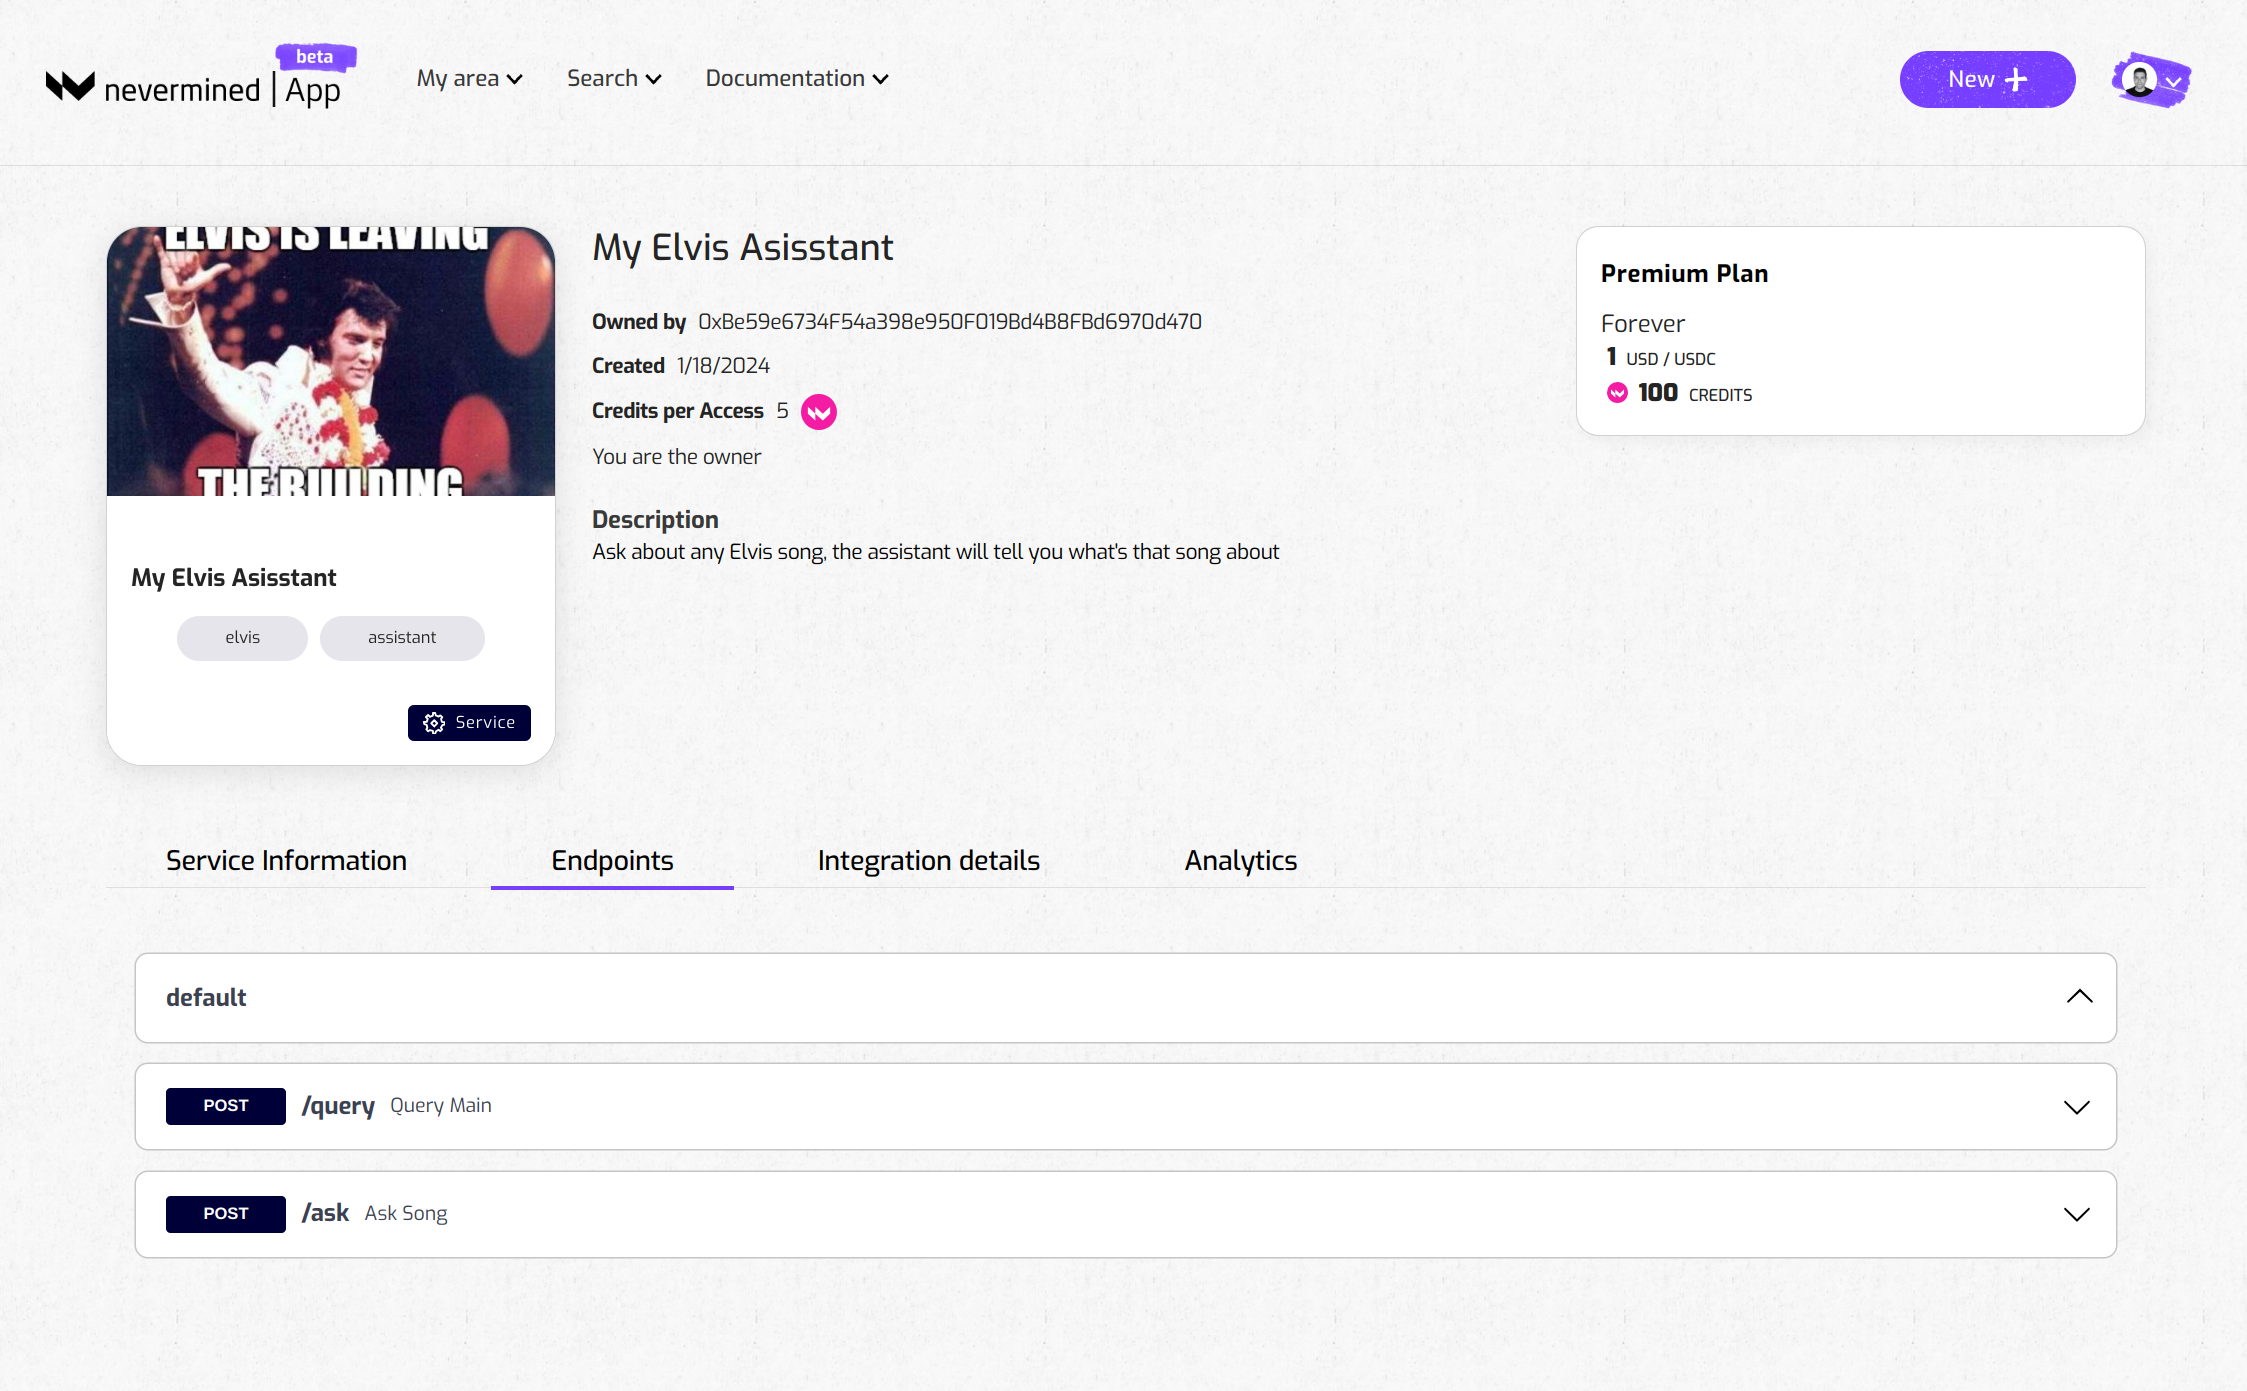 beta
nevermined | App
My area
Search
Documentation
New +
ELVIS IS LEAVING
THE BUILDING
My Elvis Asisstant
elvis
assistant
Service
My Elvis Asisstant
Owned by 0xBe59e6734F54a398e950F019Bd4B8FBd6970d470
Created 1/18/2024
Credits per Access 5
You are the owner
Description
Ask about any Elvis song, the assistant will tell you what's that song about
Premium Plan
Forever
1 USD / USDC
100 CREDITS
Service Information
Endpoints
Integration details
Analytics
default
POST /query Query Main
POST /ask Ask Song